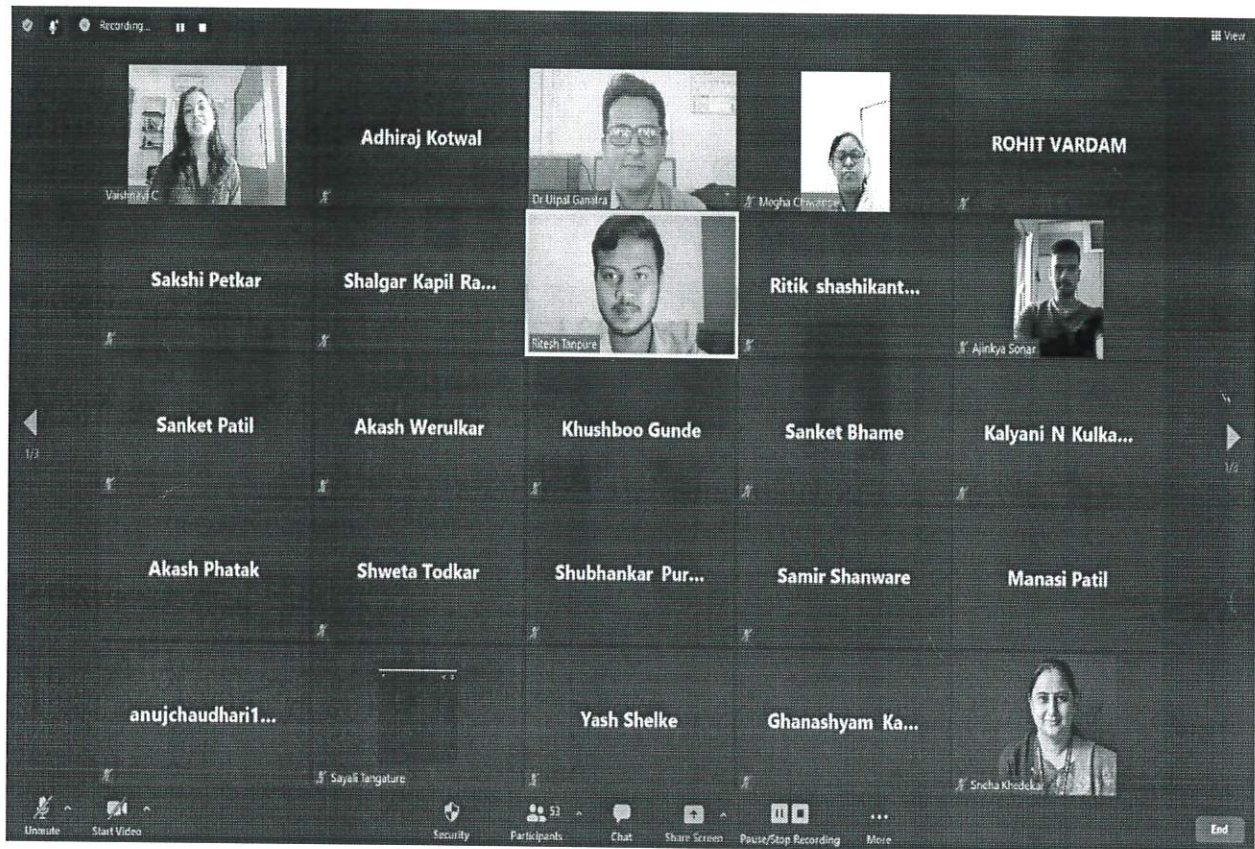 Recording...
View
Vaishnavi C
Adhiraj Kotwal
Dr Utpal Ganatra
Megha
ROHIT VARDAM
Sakshi Petkar
Shalgar Kapil Ra...
Ritesh Tanpure
Ritik shashikant...
Ajinkya Sonar
Sanket Patil
Akash Werulkar
Khushboo Gunde
Sanket Bhame
Kalyani N Kulka...
1/3
1/3
Akash Phatak
Shweta Todkar
Shubhankar Pur...
Samir Shanware
Manasi Patil
anujchaudhari1...
Sayali Tangature
Yash Shelke
Ghanashyam Ka...
Sneha Khedekar
Unmute
Start Video
Security
Participants
53
Chat
Share Screen
Pause/Stop Recording
More
End